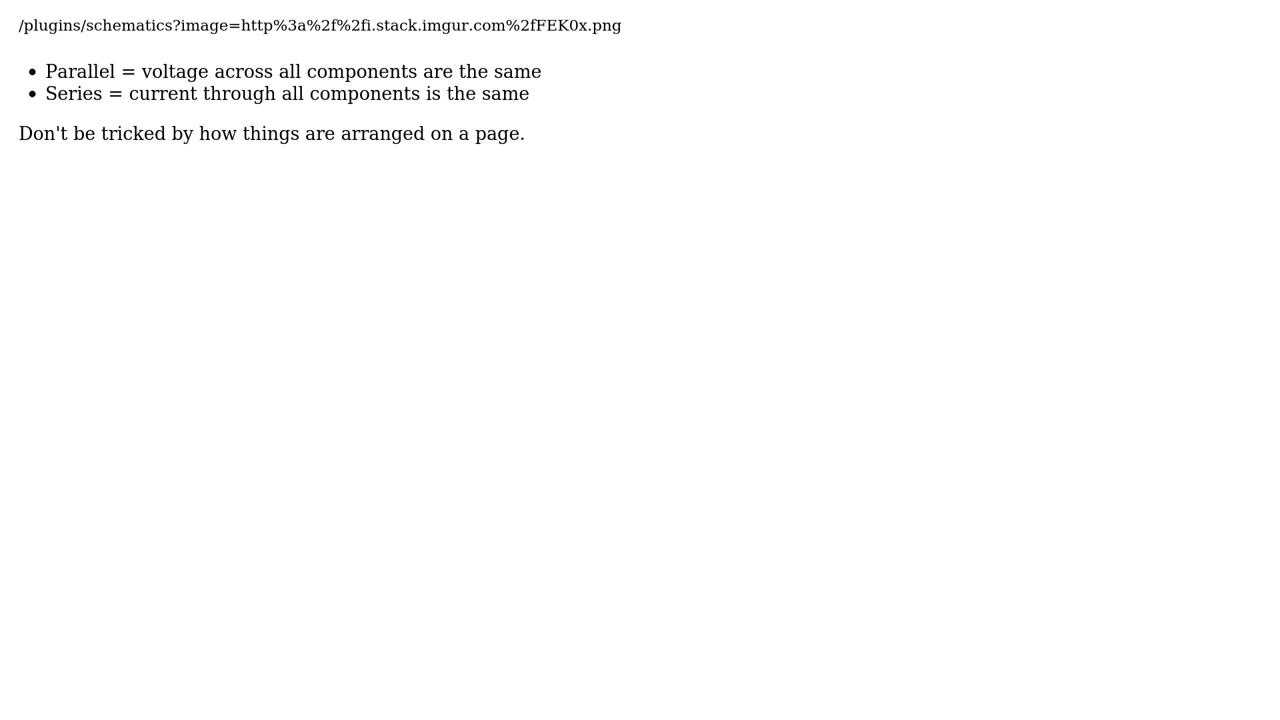 /plugins/schematics?image=http%3a%2f%2fi.stack.imgur.com%2fFEK0x.png
• Parallel = voltage across all components are the same
• Series = current through all components is the same
Don't be tricked by how things are arranged on a page.